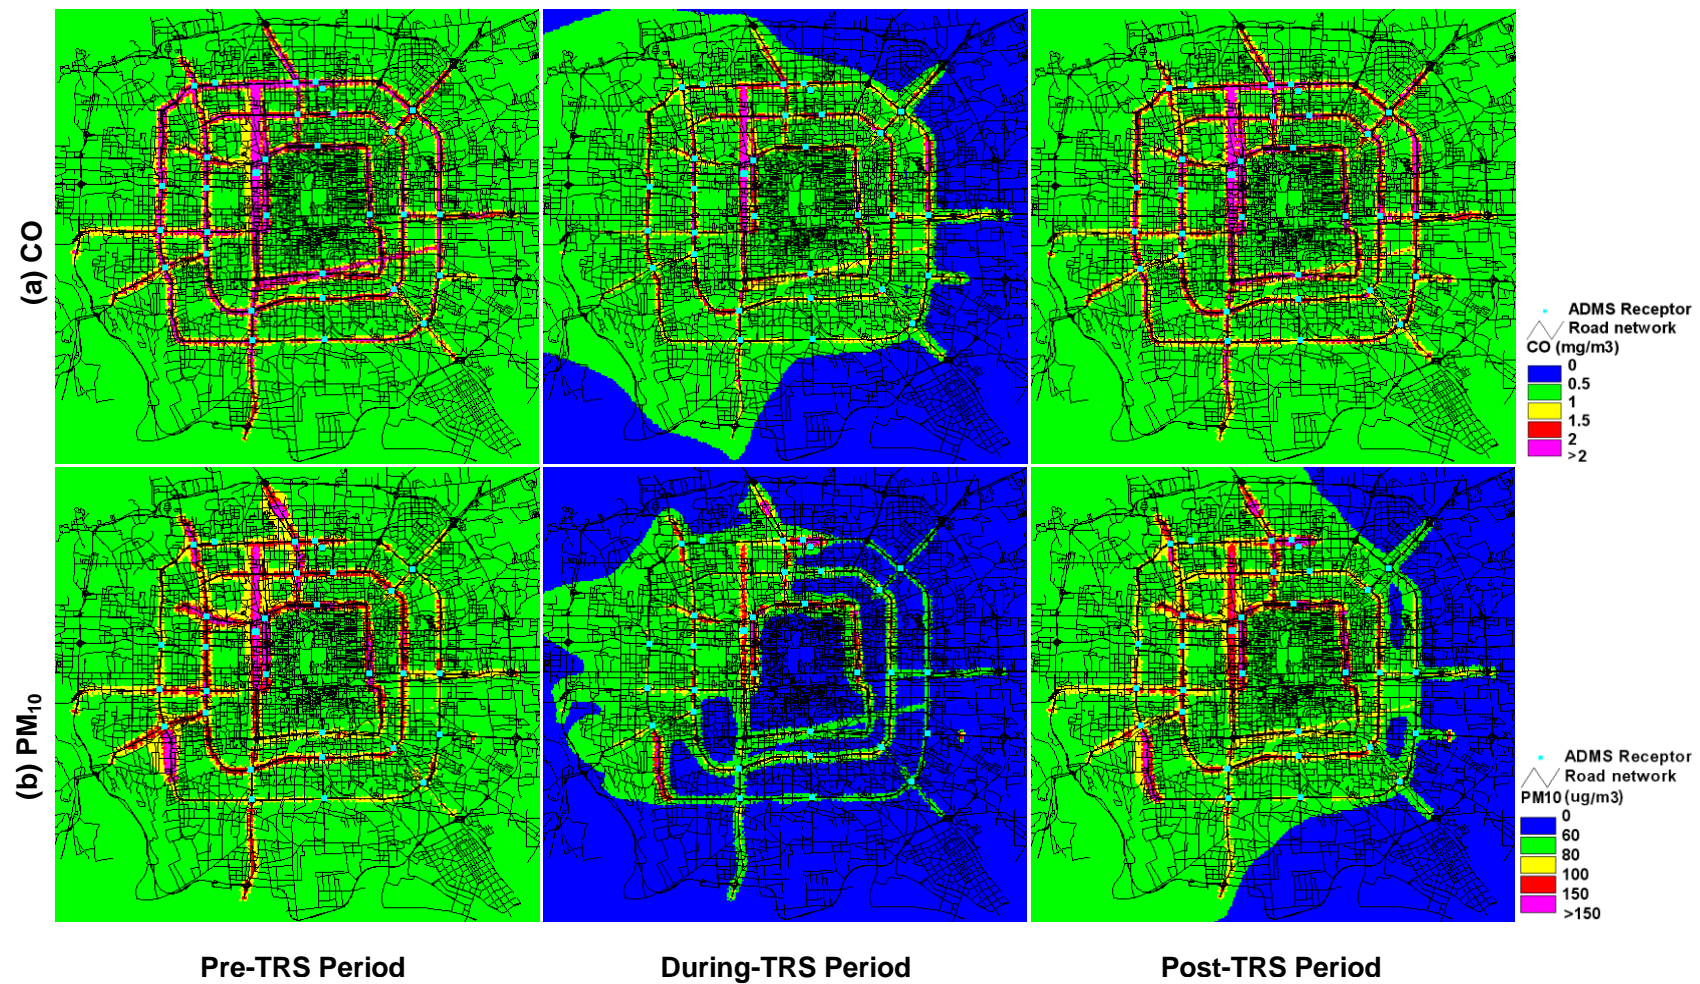 (a) CO
ADMS Receptor
Road network
CO (mg/m3)
0
0.5
1
1.5
2
>2
(b) PM₁₀
ADMS Receptor
Road network
PM10 (ug/m3)
0
60
80
100
150
>150
Pre-TRS Period
During-TRS Period
Post-TRS Period